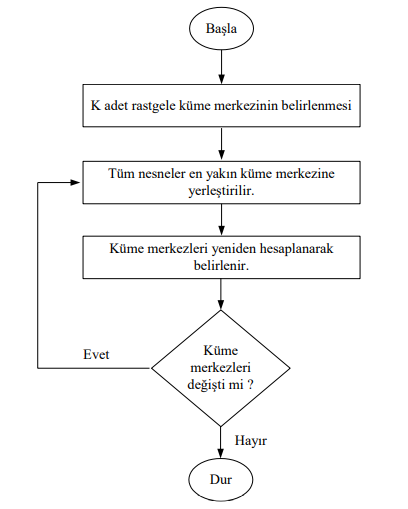 Başla
K adet rastgele küme merkezinin belirlenmesi
Tüm nesneler en yakın küme merkezine
yerleştirilir.
Küme merkezleri yeniden hesaplanarak
belirlenir.
Küme
merkezleri
değişti mi ?
Evet
Hayır
Dur